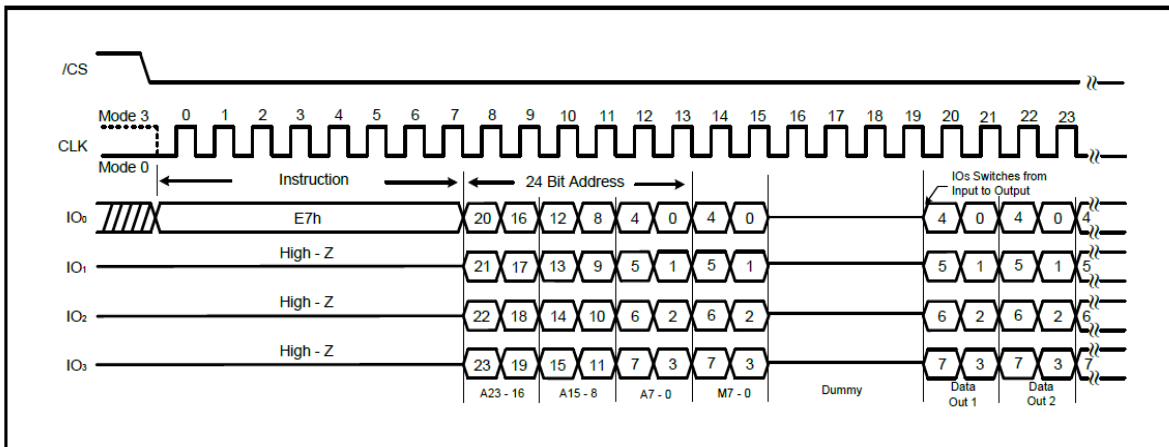 /CS
Mode 3 0 1 2 3 4 5 6 7 8 9 10 11 12 13 14 15 16 17 18 19 20 21 22 23
CLK
Mode 0
Instruction 24 Bit Address IOs Switches from
Input to Output
IO₀ E7h 20 16 12 8 4 0 4 0 4 0 4 0 4
IO₁ High - Z 21 17 13 9 5 1 5 1 5 1 5 1 5
IO₂ High - Z 22 18 14 10 6 2 6 2 6 2 6 2 6
IO₃ High - Z 23 19 15 11 7 3 7 3 7 3 7 3 7
A23 - 16 A15 - 8 A7 - 0 M7 - 0 Dummy Data Data
Out 1 Out 2